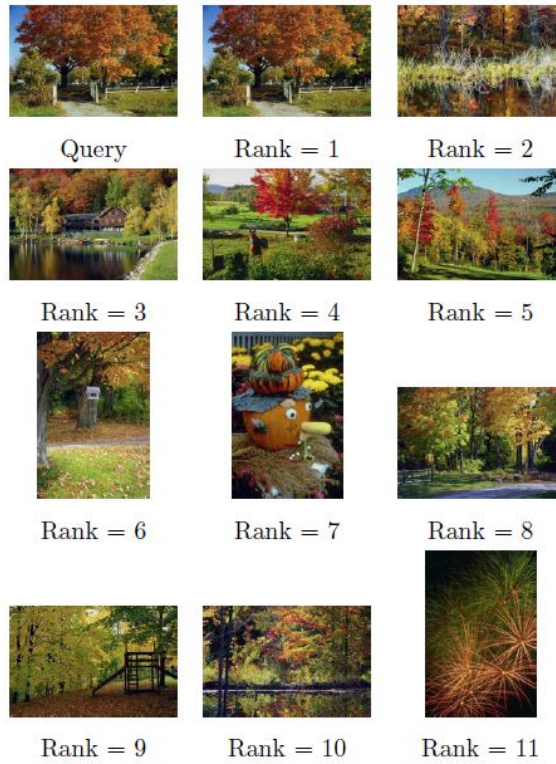 Query
Rank = 1
Rank = 2
Rank = 3
Rank = 4
Rank = 5
Rank = 6
Rank = 7
Rank = 8
Rank = 9
Rank = 10
Rank = 11